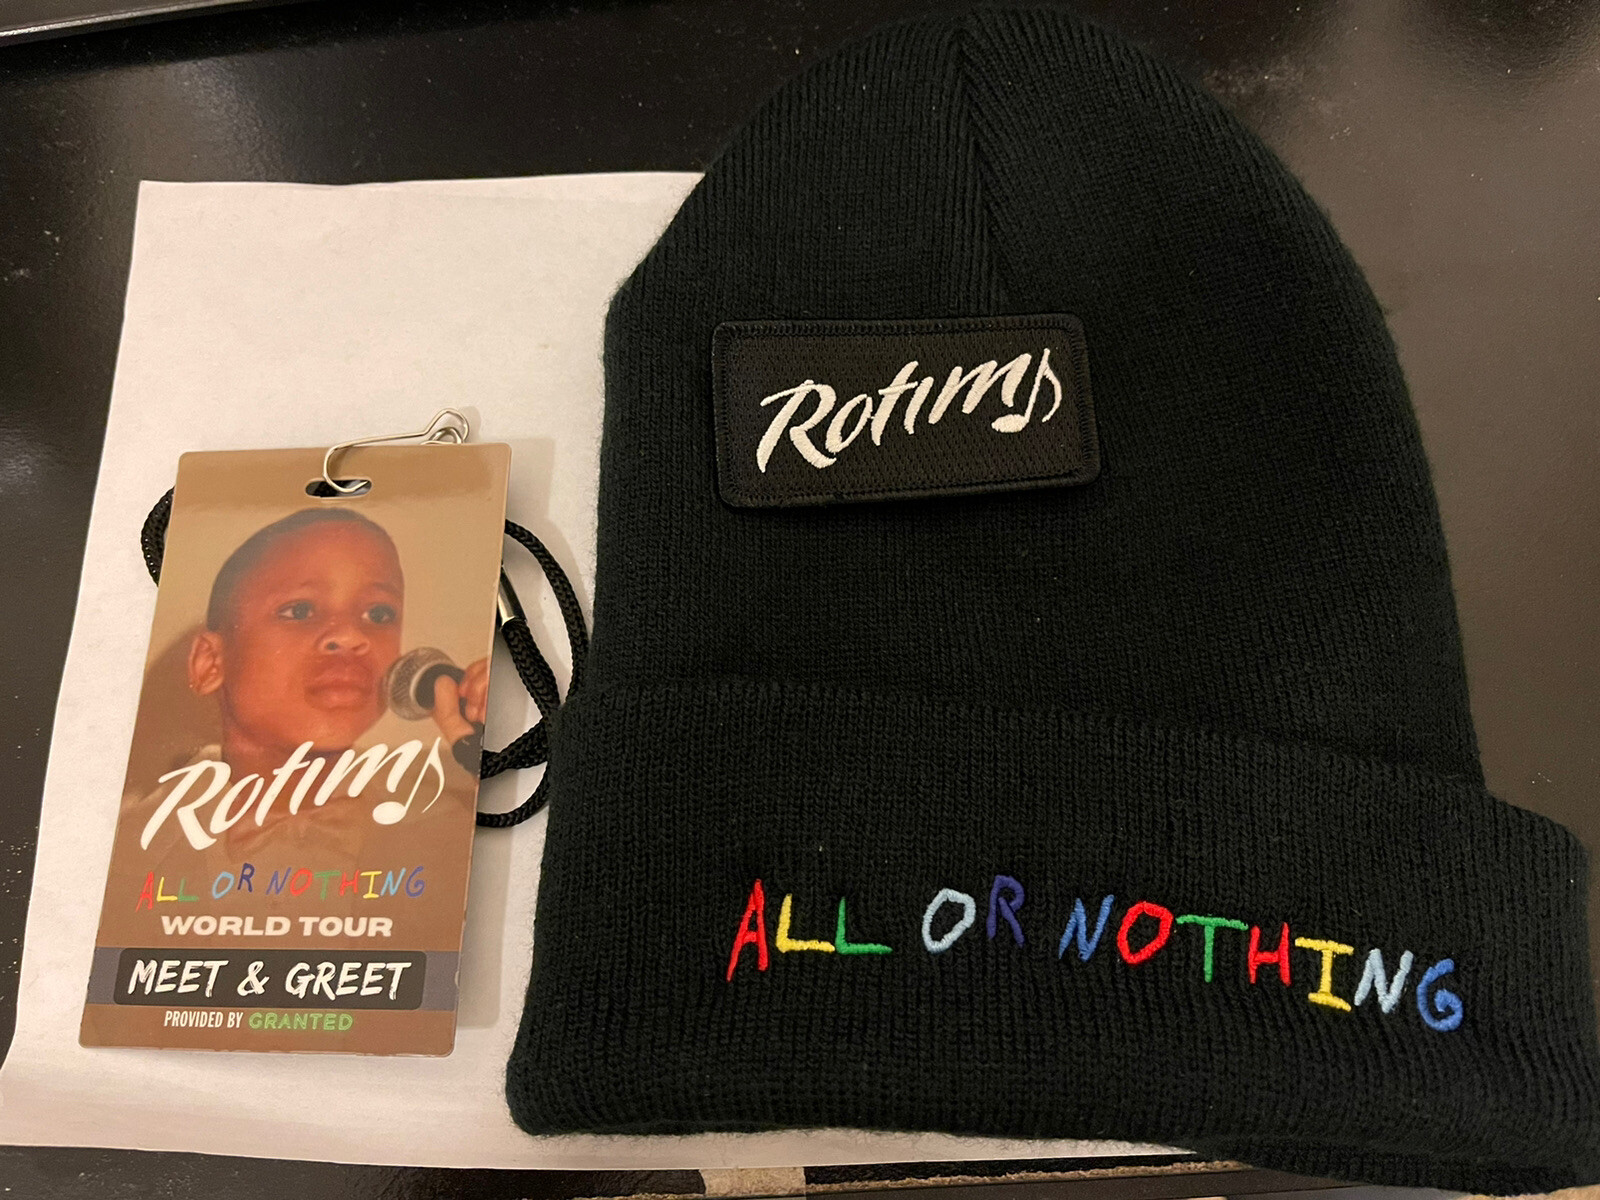 Rotimi
ALL OR NOTHING
WORLD TOUR
MEET & GREET
PROVIDED BY GRANTED
Rotimi
ALL OR NOTHING